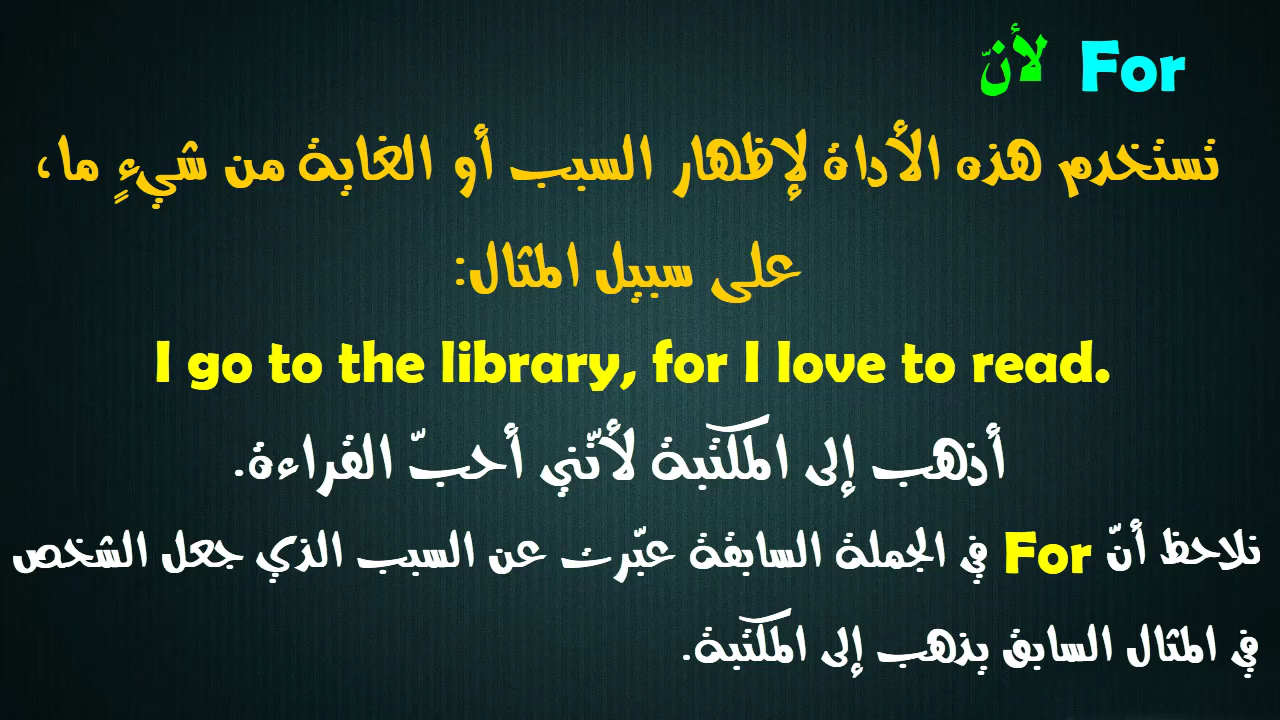 For لأنّ
تستخدم هذه الأداة لإظهار السبب أو الغاية من شيءٍ ما،
على سبيل المثال:
I go to the library, for I love to read.
أذهب إلى المكتبة لأنّني أحبّ القراءة.
نلاحظ أنّ For في الجملة السابقة عبّرت عن السبب الذي جعل الشخص
في المثال السابق يذهب إلى المكتبة.